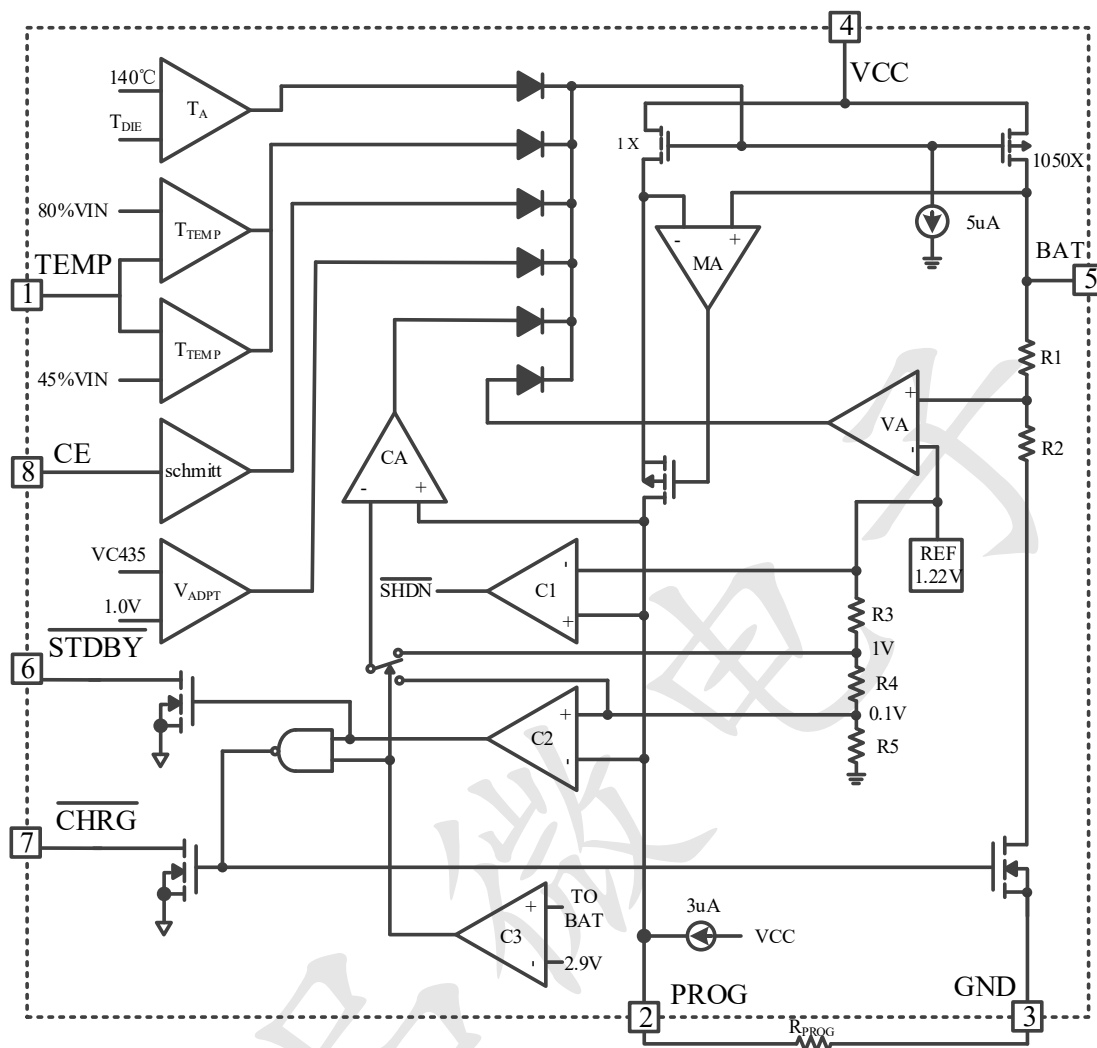 4
VCC
140℃
TA
TDIE
1X
1050X
80%VIN
TTEMP
- +
MA
5uA
TEMP
BAT
1
5
TTEMP
45%VIN
R1
+
VA
-
R2
CE
8
schmitt
CA
- +
VC435
VADPT
1.0V
REF
1.22V
SHDN
-
C1
+
R3
STDBY
1V
6
R4
+
0.1V
C2
R5
-
CHRG
7
+
TO
BAT
C3
-
2.9V
3uA
VCC
PROG
GND
2
3
RPROG